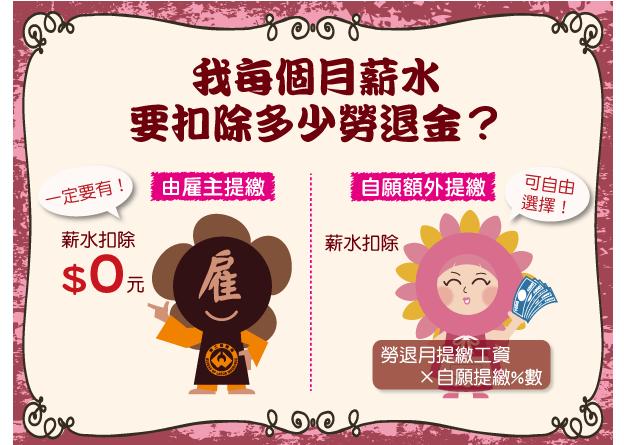 我每個月薪水
要扣除多少勞退金？
一定要有！
由雇主提繳
薪水扣除
$0元
雇
自願額外提繳
可自由
選擇！
薪水扣除
勞退月提繳工資
×自願提繳%數